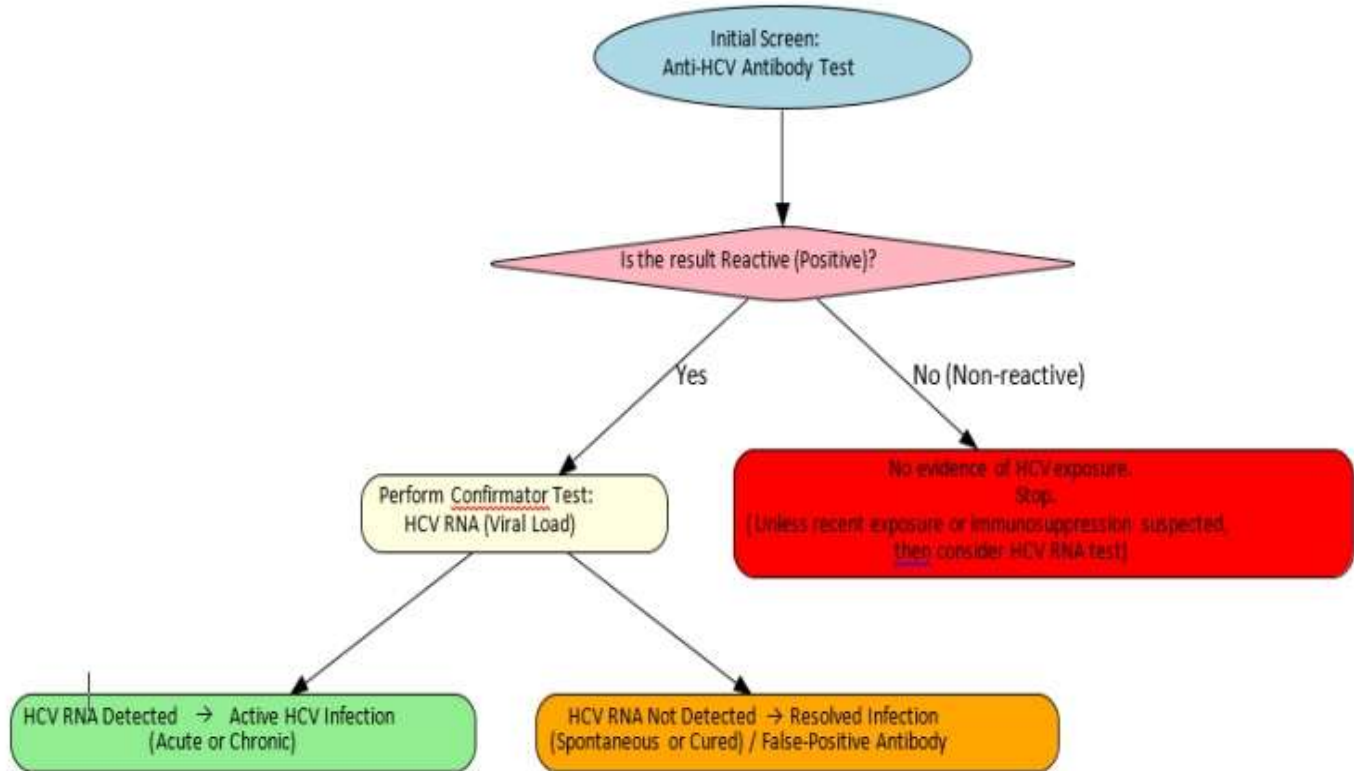 Initial Screen:
Anti-HCV Antibody Test
Is the result Reactive (Positive)?
Yes
No (Non-reactive)
Perform Confirmator Test:
HCV RNA (Viral Load)
No evidence of HCV exposure.
Stop.
(Unless recent exposure or immunosuppression suspected,
then consider HCV RNA test)
HCV RNA Detected → Active HCV Infection
(Acute or Chronic)
HCV RNA Not Detected → Resolved Infection
(Spontaneous or Cured) / False-Positive Antibody